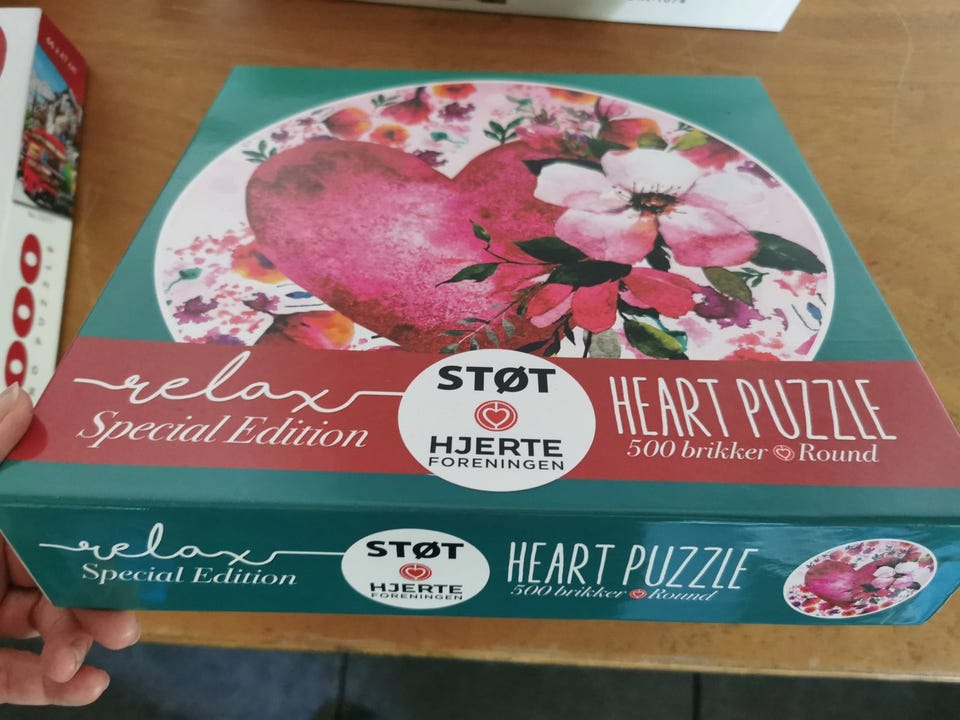 relax
Special Edition
STØT
HJERTE
FORENINGEN
HEART PUZZLE
500 brikker Round
relax
Special Edition
STØT
HJERTE
FORENINGEN
HEART PUZZLE
500 brikker Round